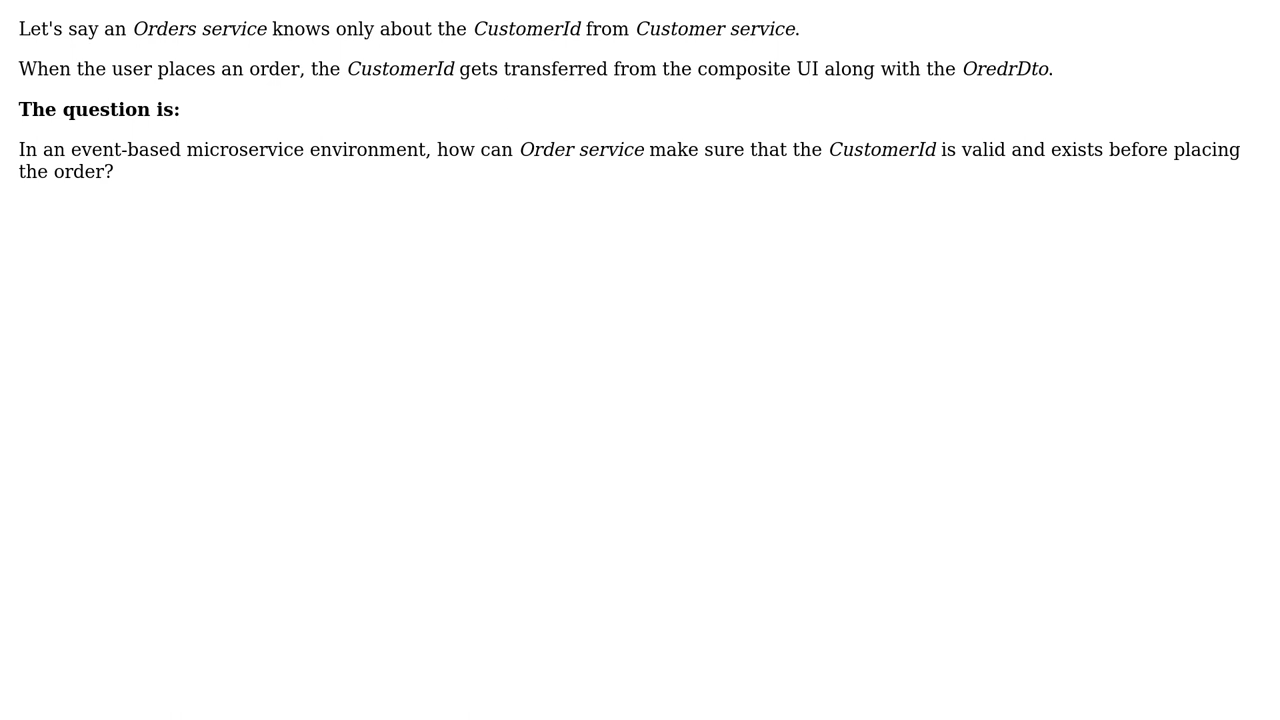 Let's say an Orders service knows only about the CustomerId from Customer service.
When the user places an order, the CustomerId gets transferred from the composite UI along with the OredrDto.
The question is:
In an event-based microservice environment, how can Order service make sure that the CustomerId is valid and exists before placing
the order?